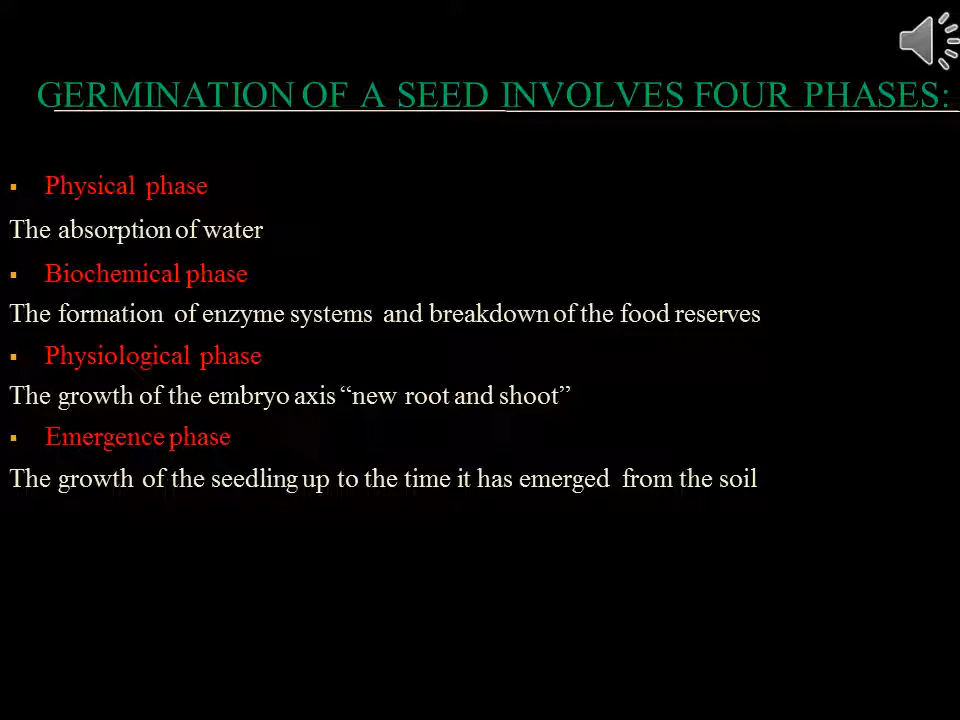 GERMINATION OF A SEED INVOLVES FOUR PHASES:
▪ Physical phase
The absorption of water
▪ Biochemical phase
The formation of enzyme systems and breakdown of the food reserves
▪ Physiological phase
The growth of the embryo axis “new root and shoot”
▪ Emergence phase
The growth of the seedling up to the time it has emerged from the soil